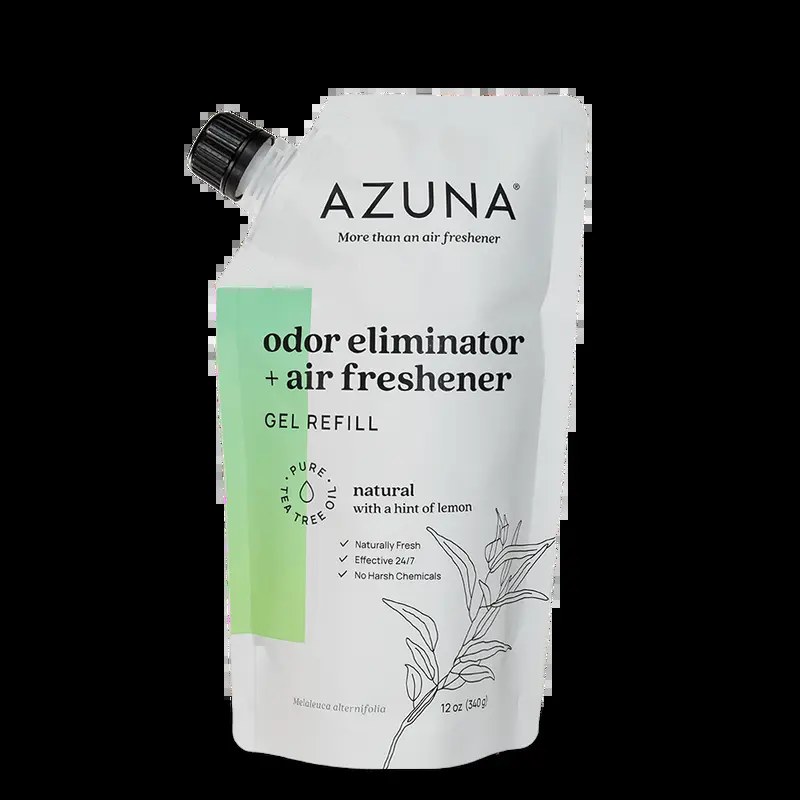 AZUNA®
More than an air freshener
odor eliminator
+ air freshener
GEL REFILL
· PURE ·
TEA TREE OIL
natural
with a hint of lemon
✓ Naturally Fresh
✓ Effective 24/7
✓ No Harsh Chemicals
Melaleuca alternifolia
12 oz (340g)